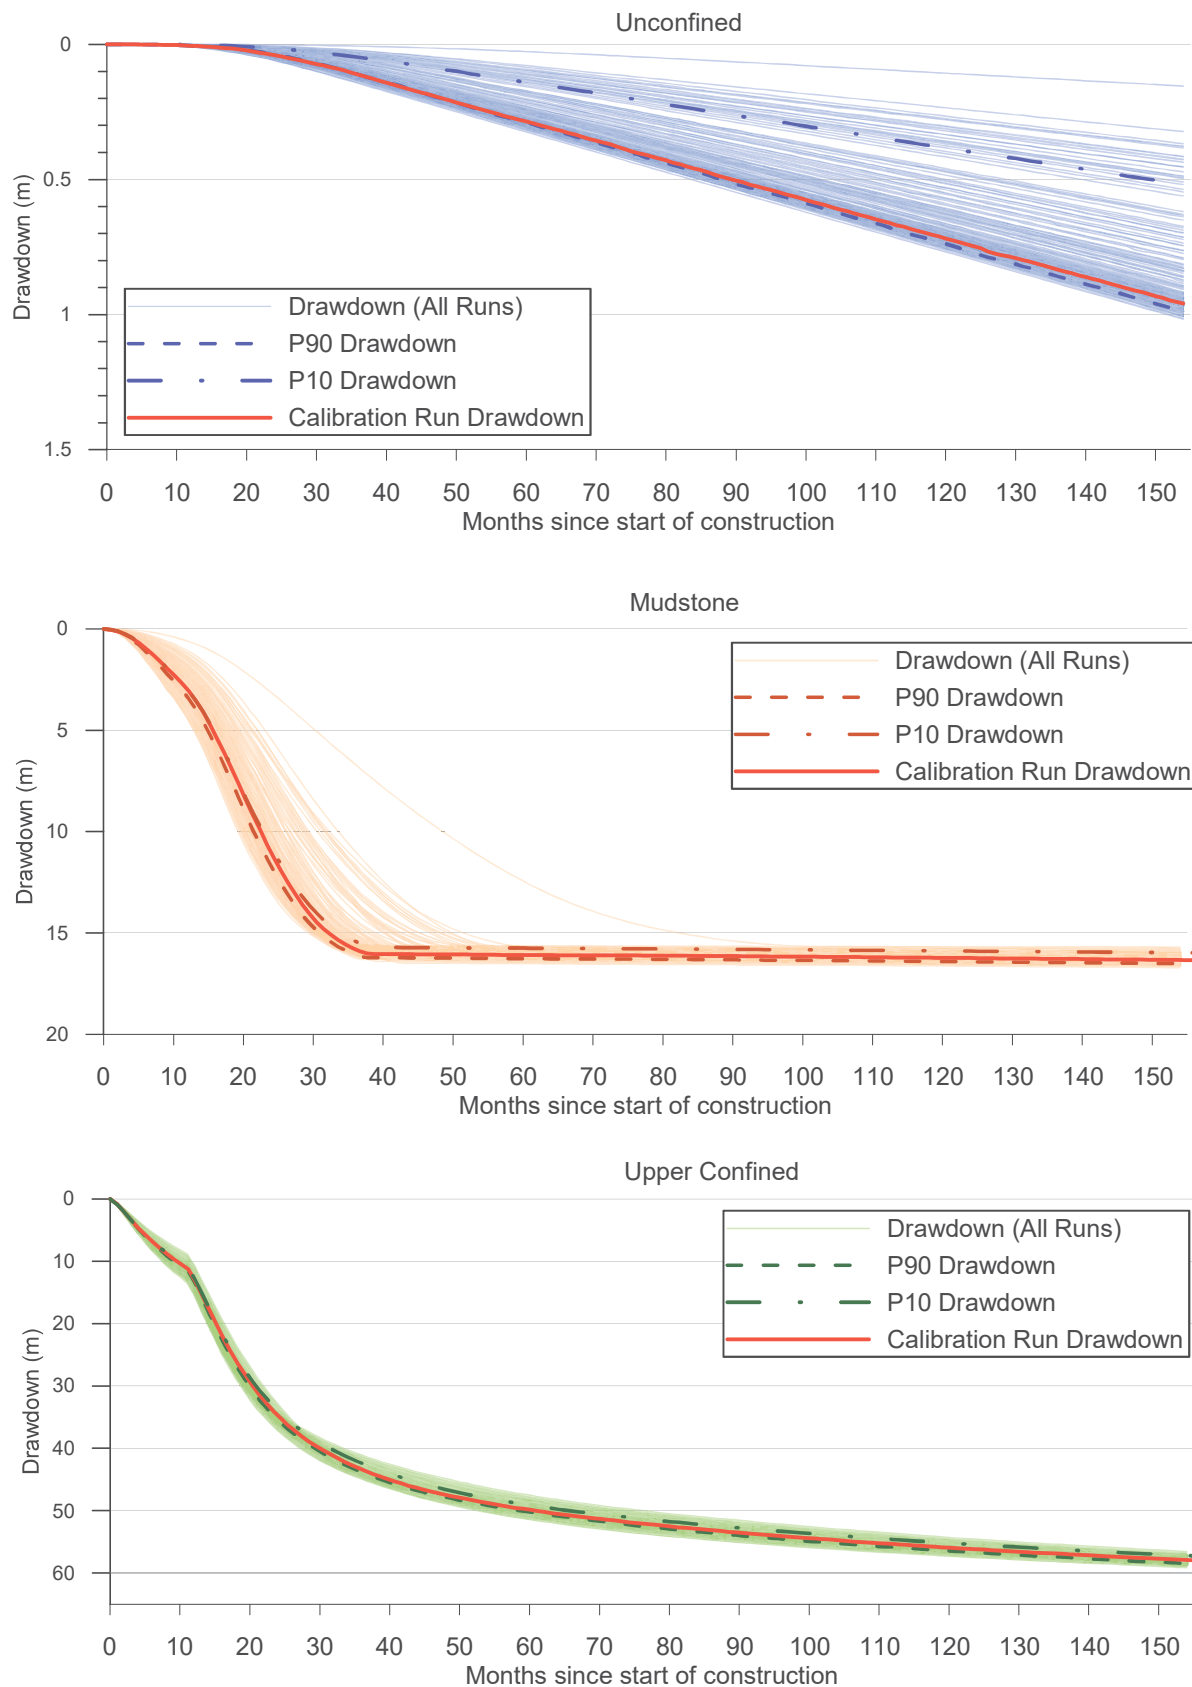 Unconfined
0
0.5
1
1.5
Drawdown (m)
Drawdown (All Runs)
P90 Drawdown
P10 Drawdown
Calibration Run Drawdown
0 10 20 30 40 50 60 70 80 90 100 110 120 130 140 150
Months since start of construction
Mudstone
0
5
10
15
20
Drawdown (m)
Drawdown (All Runs)
P90 Drawdown
P10 Drawdown
Calibration Run Drawdown
0 10 20 30 40 50 60 70 80 90 100 110 120 130 140 150
Months since start of construction
Upper Confined
0
10
20
30
40
50
60
Drawdown (m)
Drawdown (All Runs)
P90 Drawdown
P10 Drawdown
Calibration Run Drawdown
0 10 20 30 40 50 60 70 80 90 100 110 120 130 140 150
Months since start of construction